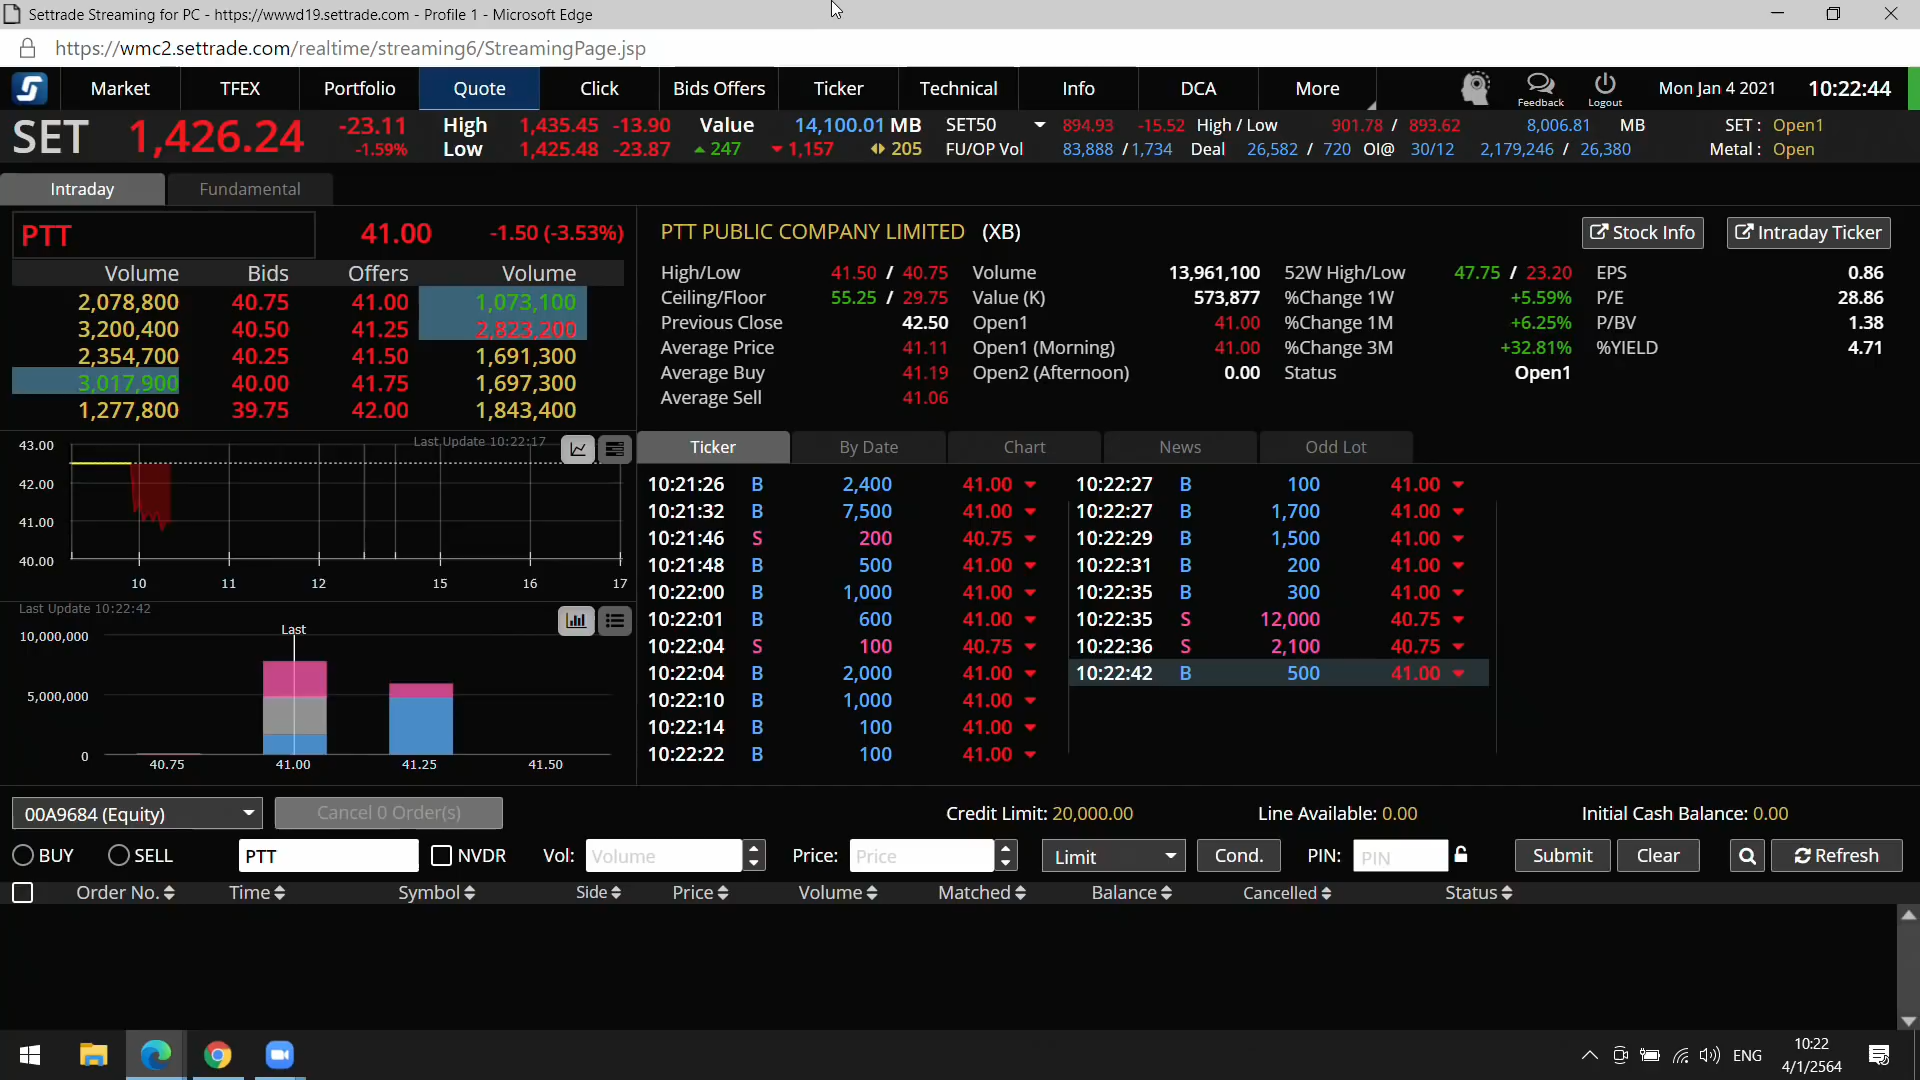 Settrade Streaming for PC - https://wwwd19.settrade.com - Profile 1 - Microsoft Edge
https://wmc2.settrade.com/realtime/streaming6/StreamingPage.jsp
Market TFEX Portfolio Quote Click Bids Offers Ticker Technical Info DCA More Feedback Logout Mon Jan 4 2021 10:22:44
SET 1,426.24 -23.11 -1.59%
High 1,435.45 -13.90 Value 14,100.01 MB SET50 894.93 -15.52 High / Low 901.78 / 893.62 8,006.81 MB SET : Open1
Low 1,425.48 -23.87 247 1,157 205 FU/OP Vol 83,888 / 1,734 Deal 26,582 / 720 OI@ 30/12 2,179,246 / 26,380 Metal : Open
Intraday Fundamental
PTT 41.00 -1.50 (-3.53%)
Volume Bids Offers Volume
2,078,800 40.75 41.00 1,073,100
3,200,400 40.50 41.25 2,823,200
2,354,700 40.25 41.50 1,691,300
3,017,900 40.00 41.75 1,697,300
1,277,800 39.75 42.00 1,843,400
PTT PUBLIC COMPANY LIMITED (XB) Stock Info Intraday Ticker
High/Low 41.50 / 40.75 Volume 13,961,100 52W High/Low 47.75 / 23.20 EPS 0.86
Ceiling/Floor 55.25 / 29.75 Value (K) 573,877 %Change 1W +5.59% P/E 28.86
Previous Close 42.50 Open1 41.00 %Change 1M +6.25% P/BV 1.38
Average Price 41.11 Open1 (Morning) 41.00 %Change 3M +32.81% %YIELD 4.71
Average Buy 41.19 Open2 (Afternoon) 0.00 Status Open1
Average Sell 41.06
Last Update 10:22:17
43.00
42.00
41.00
40.00
10 11 12 15 16 17
Last Update 10:22:42
Last
10,000,000
5,000,000
0
40.75 41.00 41.25 41.50
Ticker By Date Chart News Odd Lot
10:21:26 B 2,400 41.00 10:22:27 B 100 41.00
10:21:32 B 7,500 41.00 10:22:27 B 1,700 41.00
10:21:46 S 200 40.75 10:22:29 B 1,500 41.00
10:21:48 B 500 41.00 10:22:31 B 200 41.00
10:22:00 B 1,000 41.00 10:22:35 B 300 41.00
10:22:01 B 600 41.00 10:22:35 S 12,000 40.75
10:22:04 S 100 40.75 10:22:36 S 2,100 40.75
10:22:04 B 2,000 41.00 10:22:42 B 500 41.00
10:22:10 B 1,000 41.00
10:22:14 B 100 41.00
10:22:22 B 100 41.00
00A9684 (Equity) Cancel 0 Order(s) Credit Limit: 20,000.00 Line Available: 0.00 Initial Cash Balance: 0.00
BUY SELL PTT NVDR Vol: Volume Price: Price Limit Cond. PIN: PIN Submit Clear Refresh
Order No. Time Symbol Side Price Volume Matched Balance Cancelled Status
ENG 10:22
4/1/2564